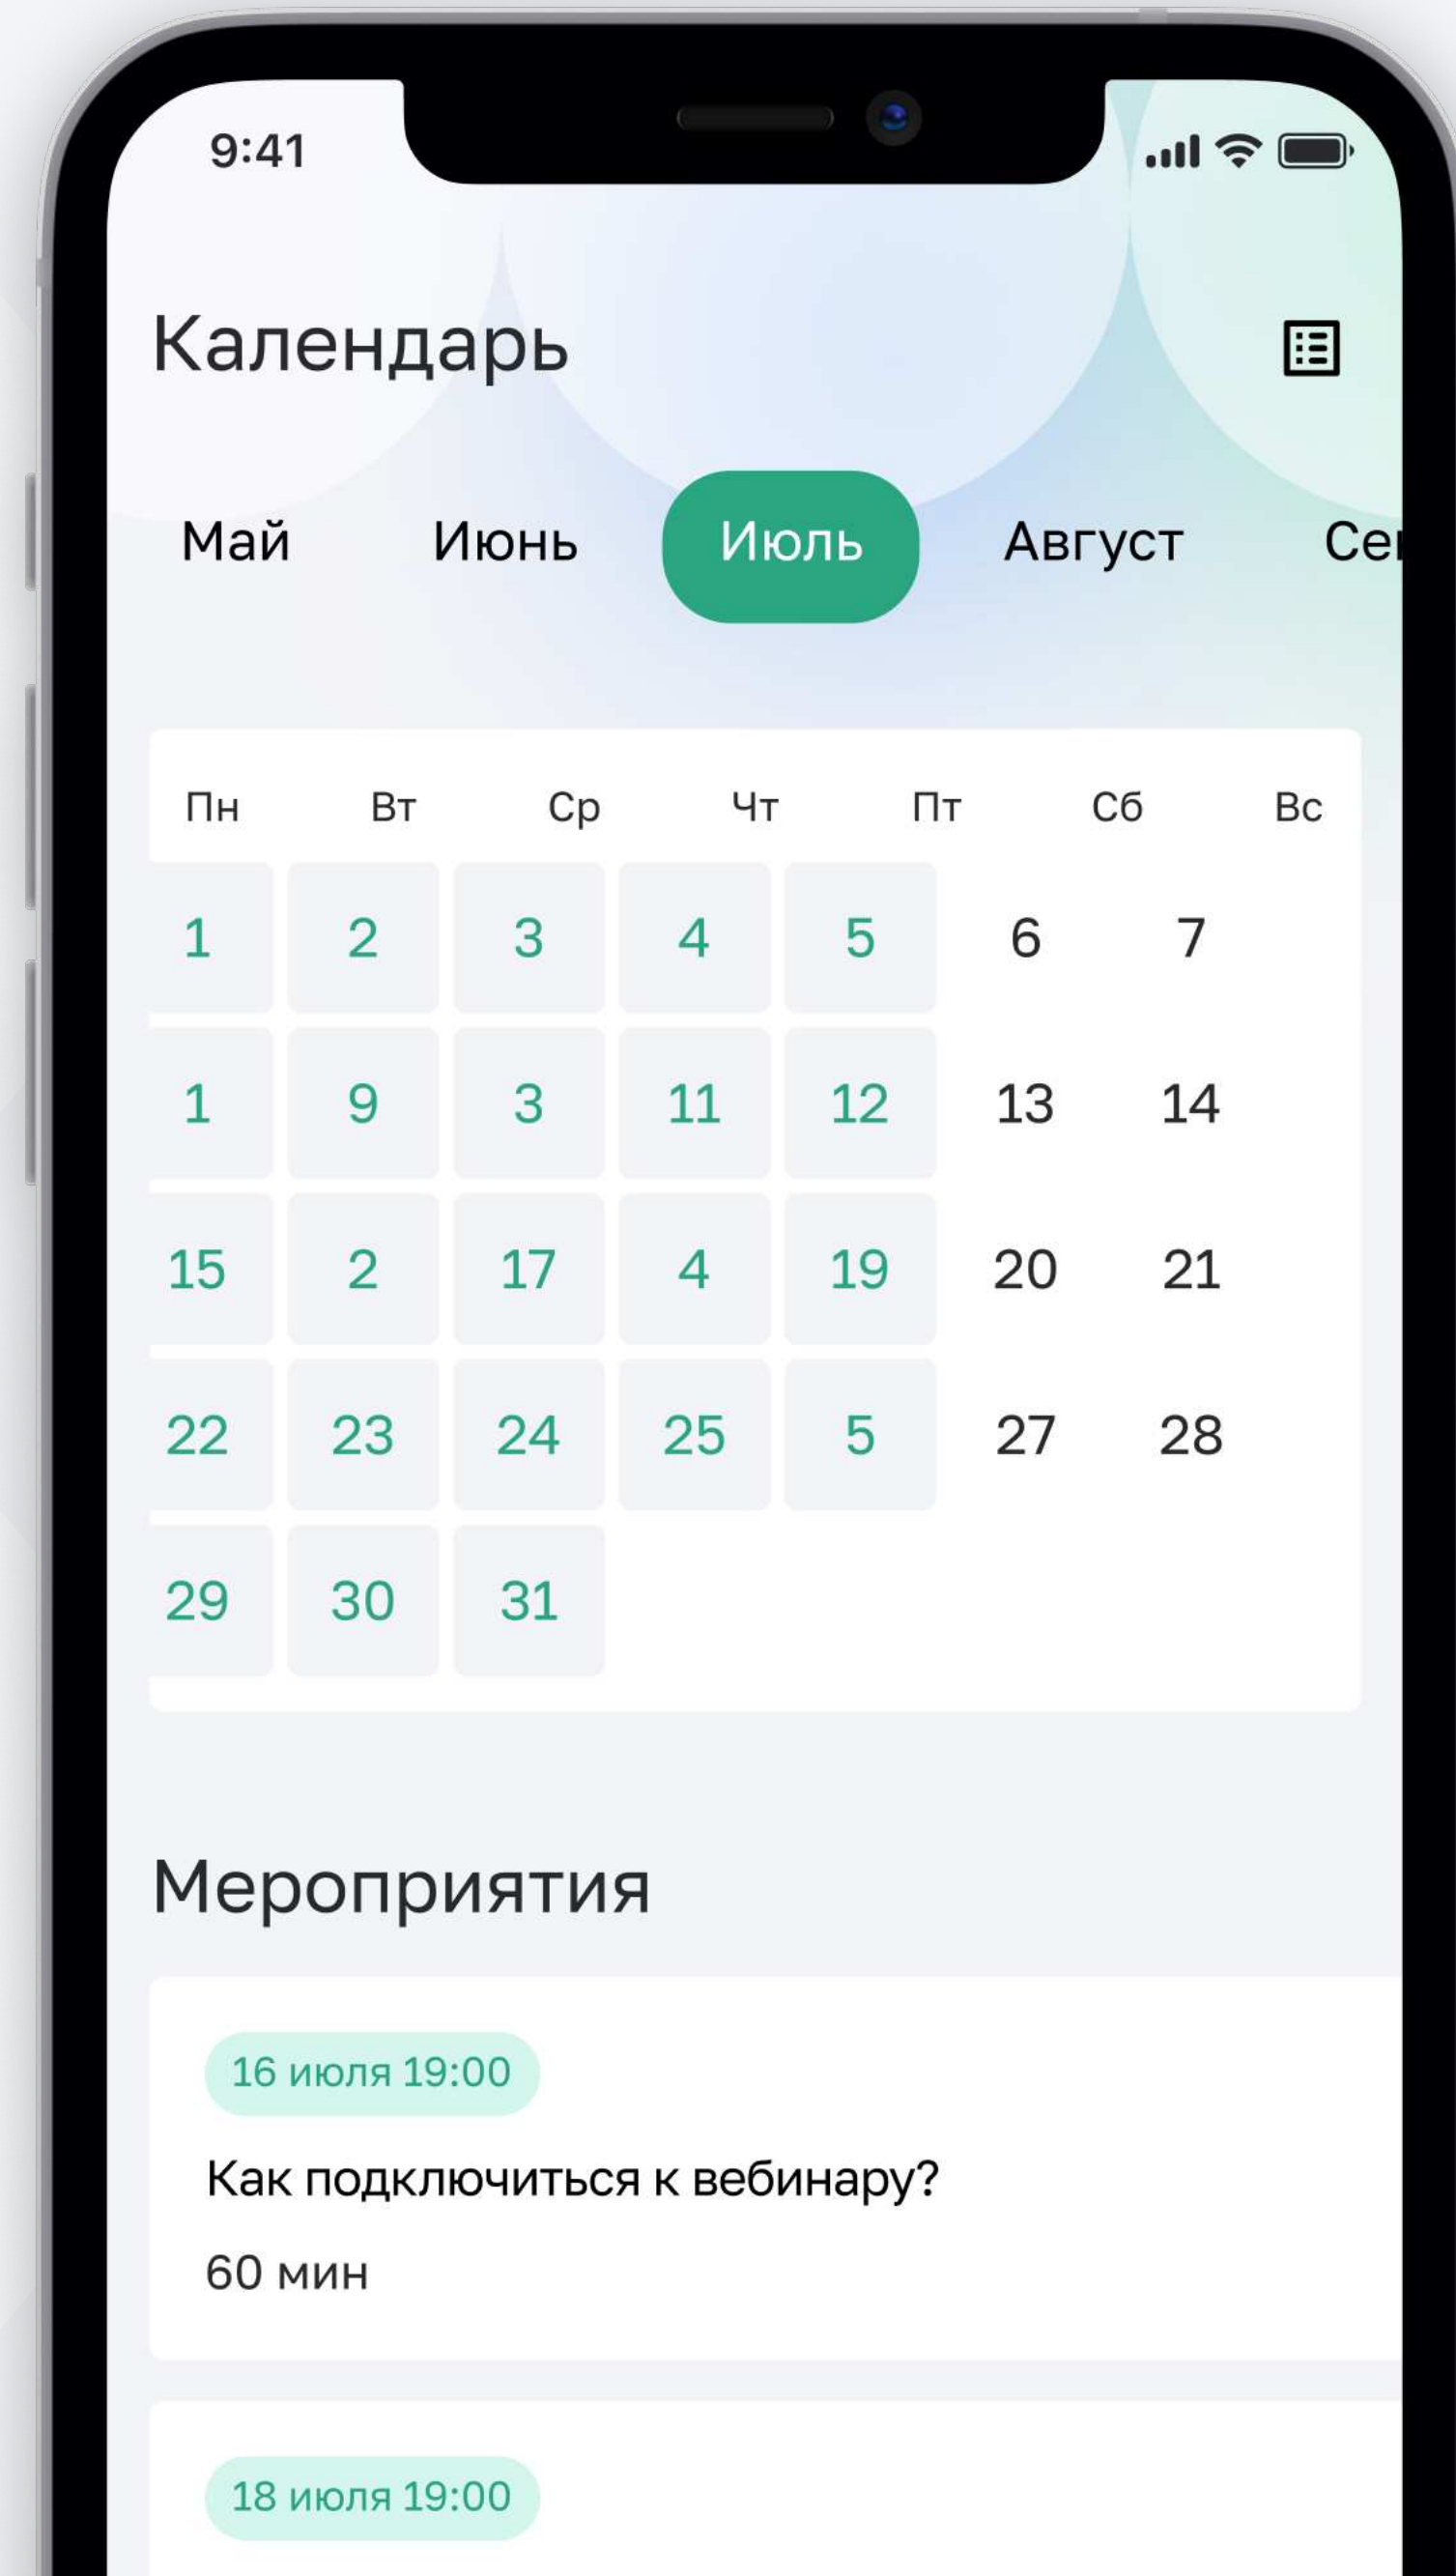 9:41
Календарь
Май Июнь Июль Август Се
Пн Вт Ср Чт Пт Сб Вс
1 2 3 4 5 6 7
1 9 3 11 12 13 14
15 2 17 4 19 20 21
22 23 24 25 5 27 28
29 30 31
Мероприятия
16 июля 19:00
Как подключиться к вебинару?
60 мин
18 июля 19:00